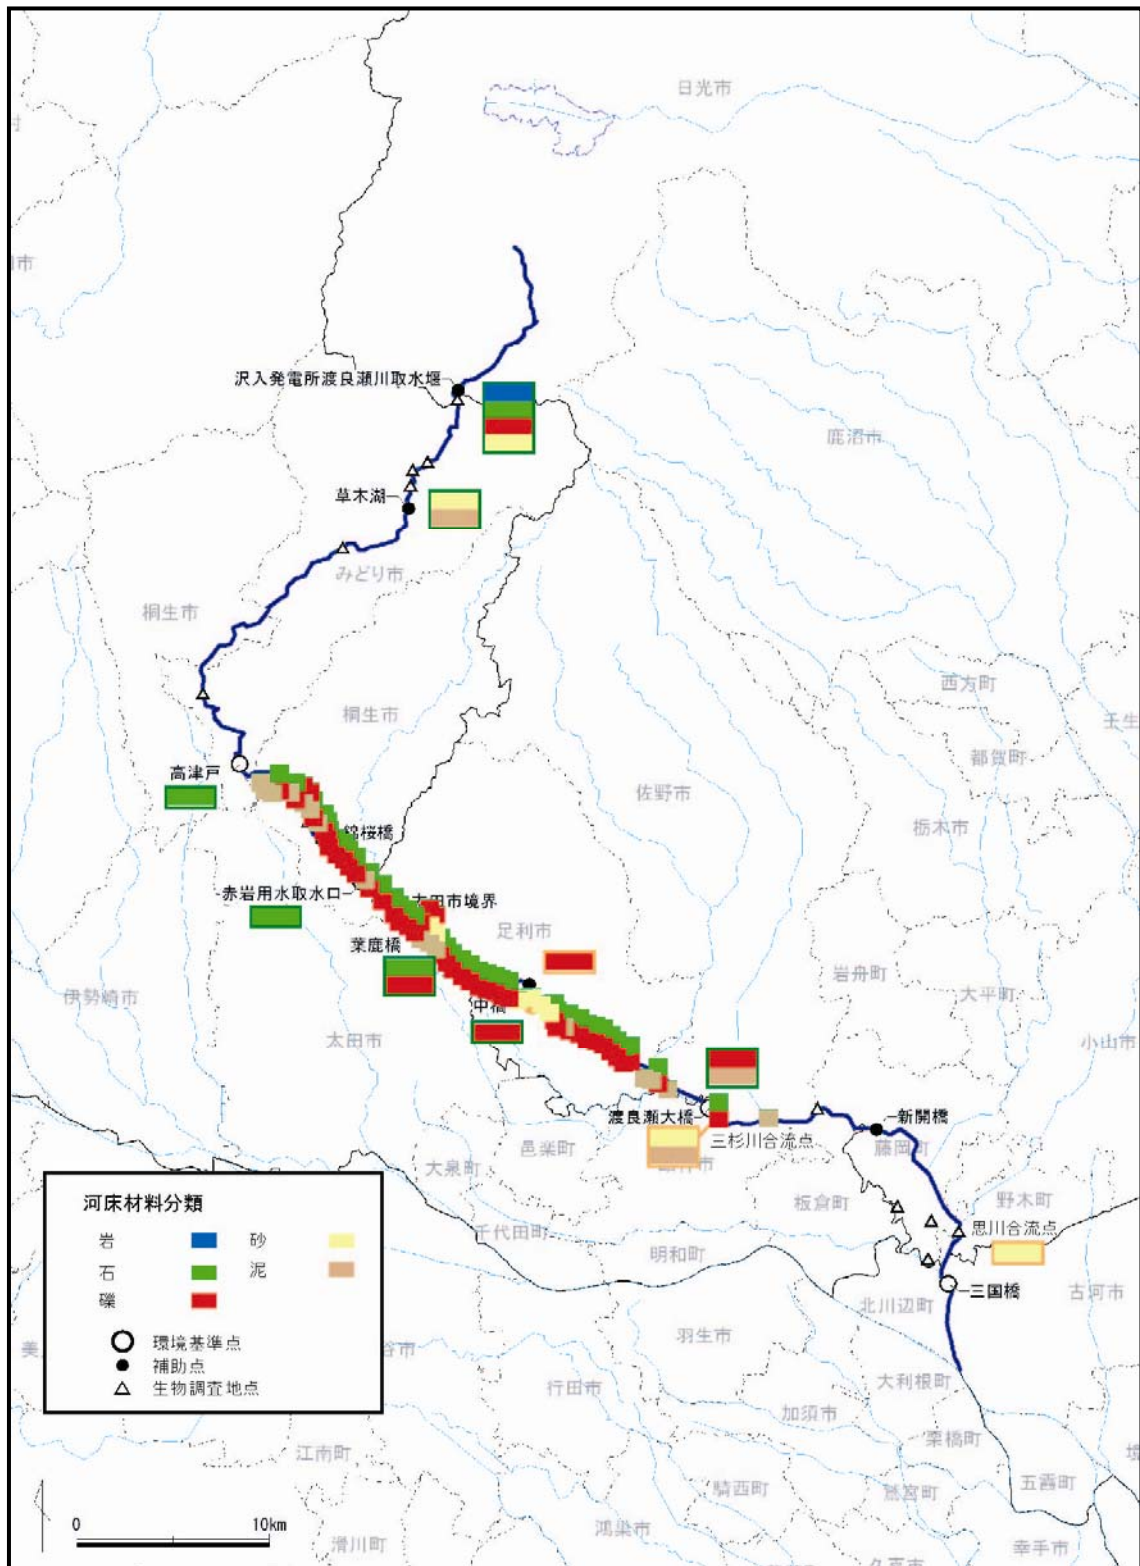 日光市
村
市
沢入発電所渡良瀬川取水堰
鹿沼市
草木湖
みどり市
桐生市
西方町
桐生市
壬生
都賀町
高津戸
佐野市
栃木市
錦桜橋
赤岩用水取水口
太田市境界
足利市
葉鹿橋
岩舟町
伊勢崎市
大平町
中橋
太田市
小山市
渡良瀬大橋
新開橋
三杉川合流点
邑楽町
藤岡町
大泉町
板倉町
野木町
河床材料分類
思川合流点
千代田町
岩
砂
明和町
石
泥
三国橋
古河市
礫
北川辺町
環境基準点
羽生市
美
谷市
補助点
生物調査地点
行田市
大利根町
加須市
栗橋町
江南町
五霞町
騎西町
鷲宮町
0
10km
鴻巣市
滑川町
幸手市
久喜市